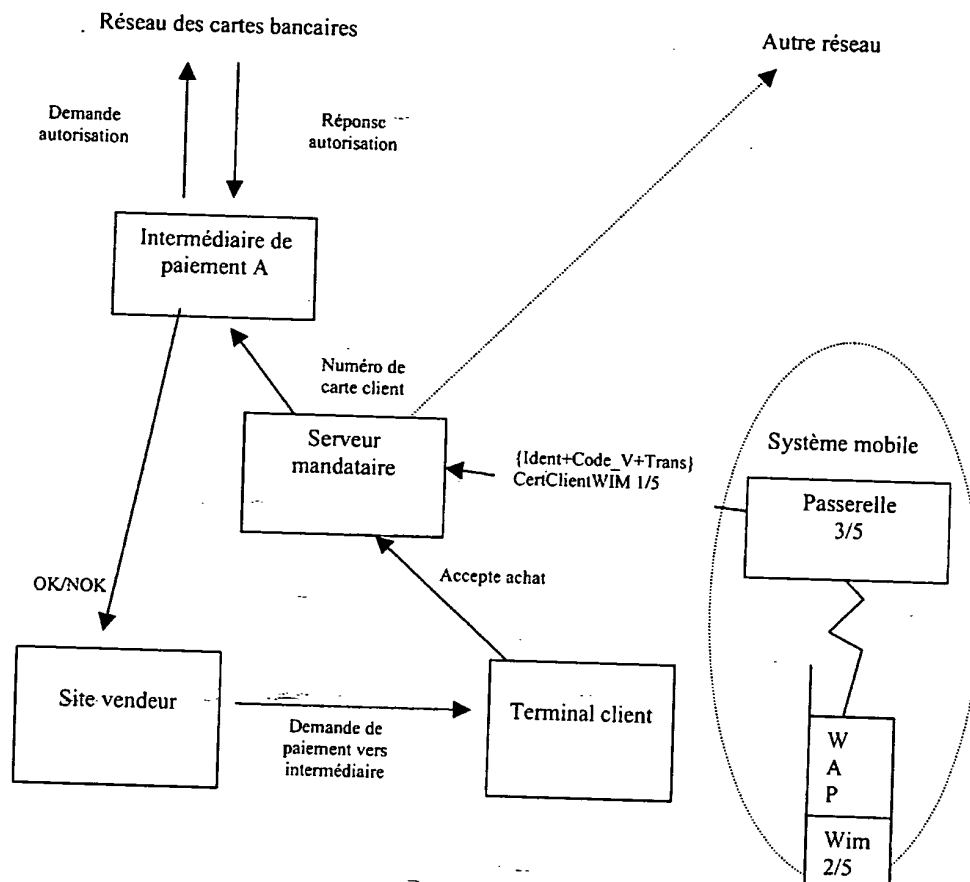 Réseau des cartes bancaires
Autre réseau
Demande
autorisation
Réponse
autorisation
Intermédiaire de
paiement A
Numéro de
carte client
Serveur
mandataire
{Ident+Code_V+Trans}
CertClientWIM 1/5
Système mobile
Passerelle
3/5
OK/NOK
Accepte achat
Site vendeur
Demande de
paiement vers
intermédiaire
Terminal client
W
A
P
Wim
2/5